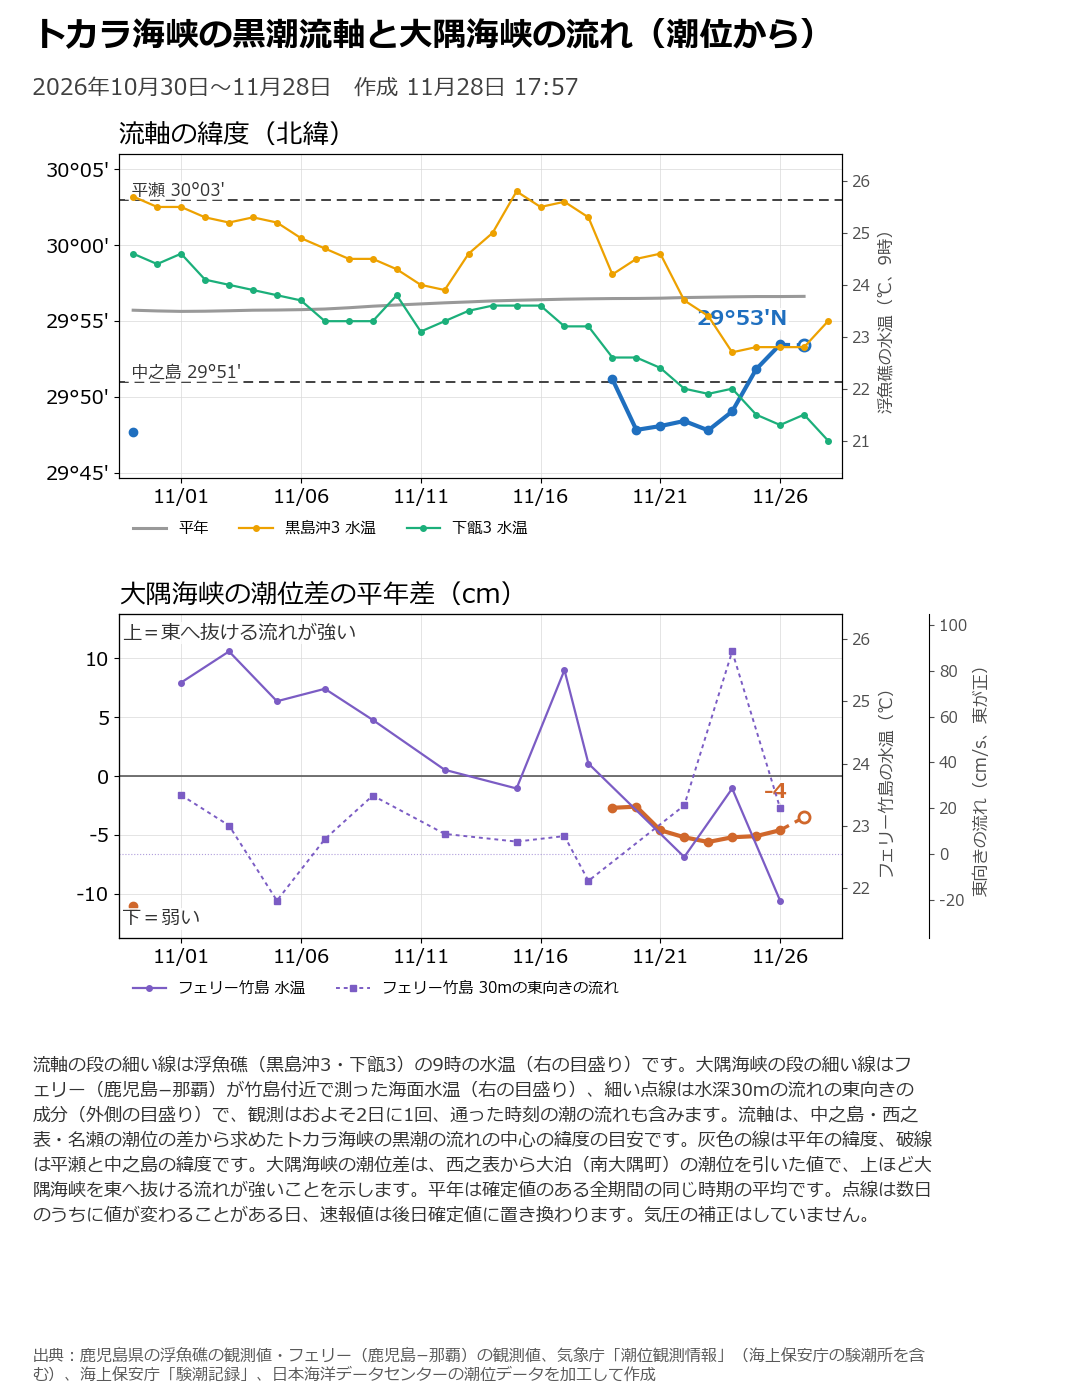 トカラ海峡の黒潮流軸と大隅海峡の流れ（潮位から）
2026年10月30日～11月28日　作成 11月28日 17:57
流軸の緯度（北緯）
30°05'
30°00'
29°55'
29°50'
29°45'
平瀬 30°03'
中之島 29°51'
29°53'N
26
25
24
23
22
21
浮魚礁の水温（℃、9時）
11/01 11/06 11/11 11/16 11/21 11/26
平年 黒島沖3 水温 下甑3 水温
大隅海峡の潮位差の平年差（cm）
上＝東へ抜ける流れが強い
下＝弱い
10
5
0
-5
-10
-4
26
25
24
23
22
フェリー竹島の水温（℃）
100
80
60
40
20
0
-20
東向きの流れ（cm/s、東が正）
11/01 11/06 11/11 11/16 11/21 11/26
フェリー竹島 水温 フェリー竹島 30mの東向きの流れ
流軸の段の細い線は浮魚礁（黒島沖3・下甑3）の9時の水温（右の目盛り）です。大隅海峡の段の細い線はフ
ェリー（鹿児島−那覇）が竹島付近で測った海面水温（右の目盛り）、細い点線は水深30mの流れの東向きの
成分（外側の目盛り）で、観測はおよそ2日に1回、通った時刻の潮の流れも含みます。流軸は、中之島・西之
表・名瀬の潮位の差から求めたトカラ海峡の黒潮の流れの中心の緯度の目安です。灰色の線は平年の緯度、破線
は平瀬と中之島の緯度です。大隅海峡の潮位差は、西之表から大泊（南大隅町）の潮位を引いた値で、上ほど大
隅海峡を東へ抜ける流れが強いことを示します。平年は確定値のある全期間の同じ時期の平均です。点線は数日
のうちに値が変わることがある日、速報値は後日確定値に置き換わります。気圧の補正はしていません。
出典：鹿児島県の浮魚礁の観測値・フェリー（鹿児島−那覇）の観測値、気象庁「潮位観測情報」（海上保安庁の験潮所を含
む）、海上保安庁「験潮記録」、日本海洋データセンターの潮位データを加工して作成